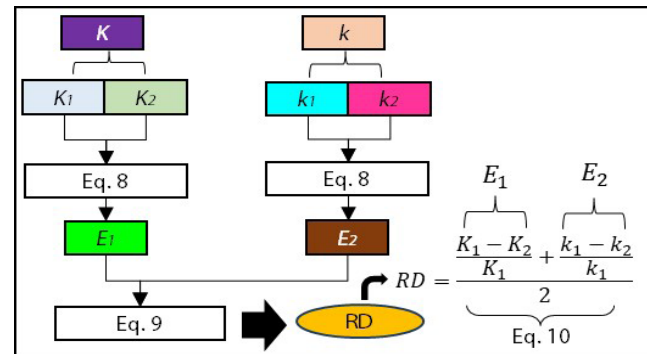 K k
K₁ K₂ k₁ k₂
Eq. 8 Eq. 8
E₁ E₂
E₁ E₂
Eq. 9 RD
RD = ((K₁ − K₂)/K₁ + (k₁ − k₂)/k₁)/2
Eq. 10